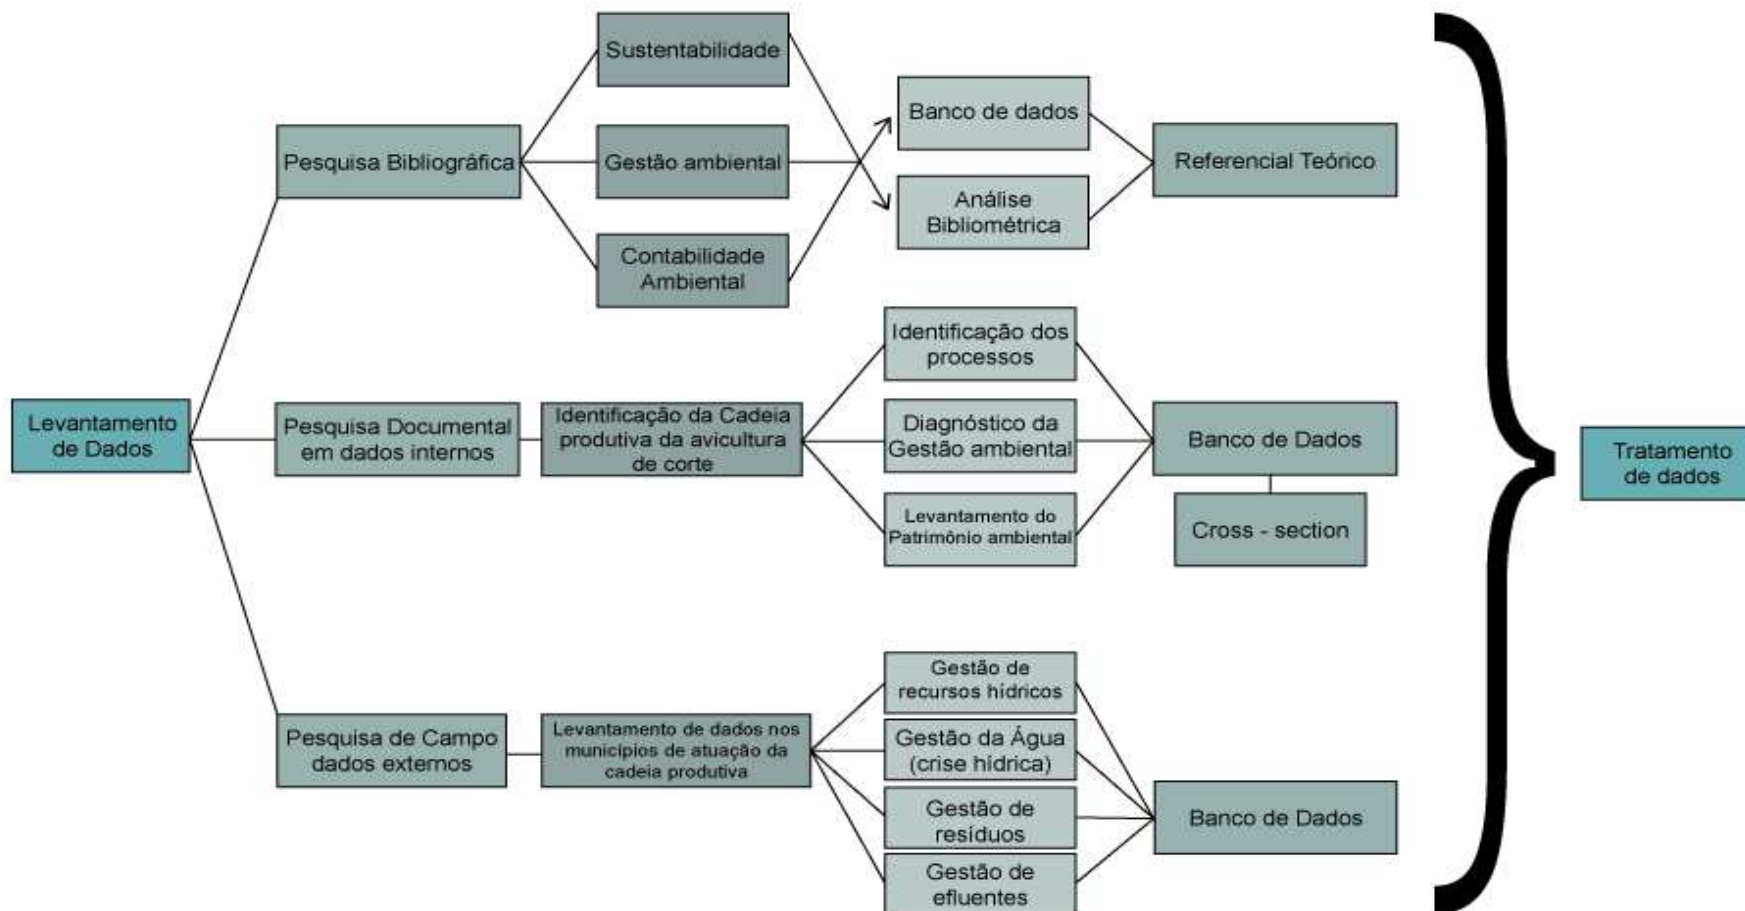 Levantamento
de Dados
Pesquisa Bibliográfica
Sustentabilidade
Gestão ambiental
Contabilidade
Ambiental
Banco de dados
Análise
Bibliométrica
Referencial Teórico
Pesquisa Documental
em dados internos
Identificação da Cadeia
produtiva da avicultura
de corte
Identificação dos
processos
Diagnóstico da
Gestão ambiental
Levantamento do
Patrimônio ambiental
Banco de Dados
Cross - section
Pesquisa de Campo
dados externos
Levantamento de dados nos
municípios de atuação da
cadeia produtiva
Gestão de
recursos hídricos
Gestão da Água
(crise hídrica)
Gestão de
resíduos
Gestão de
efluentes
Banco de Dados
Tratamento
de dados